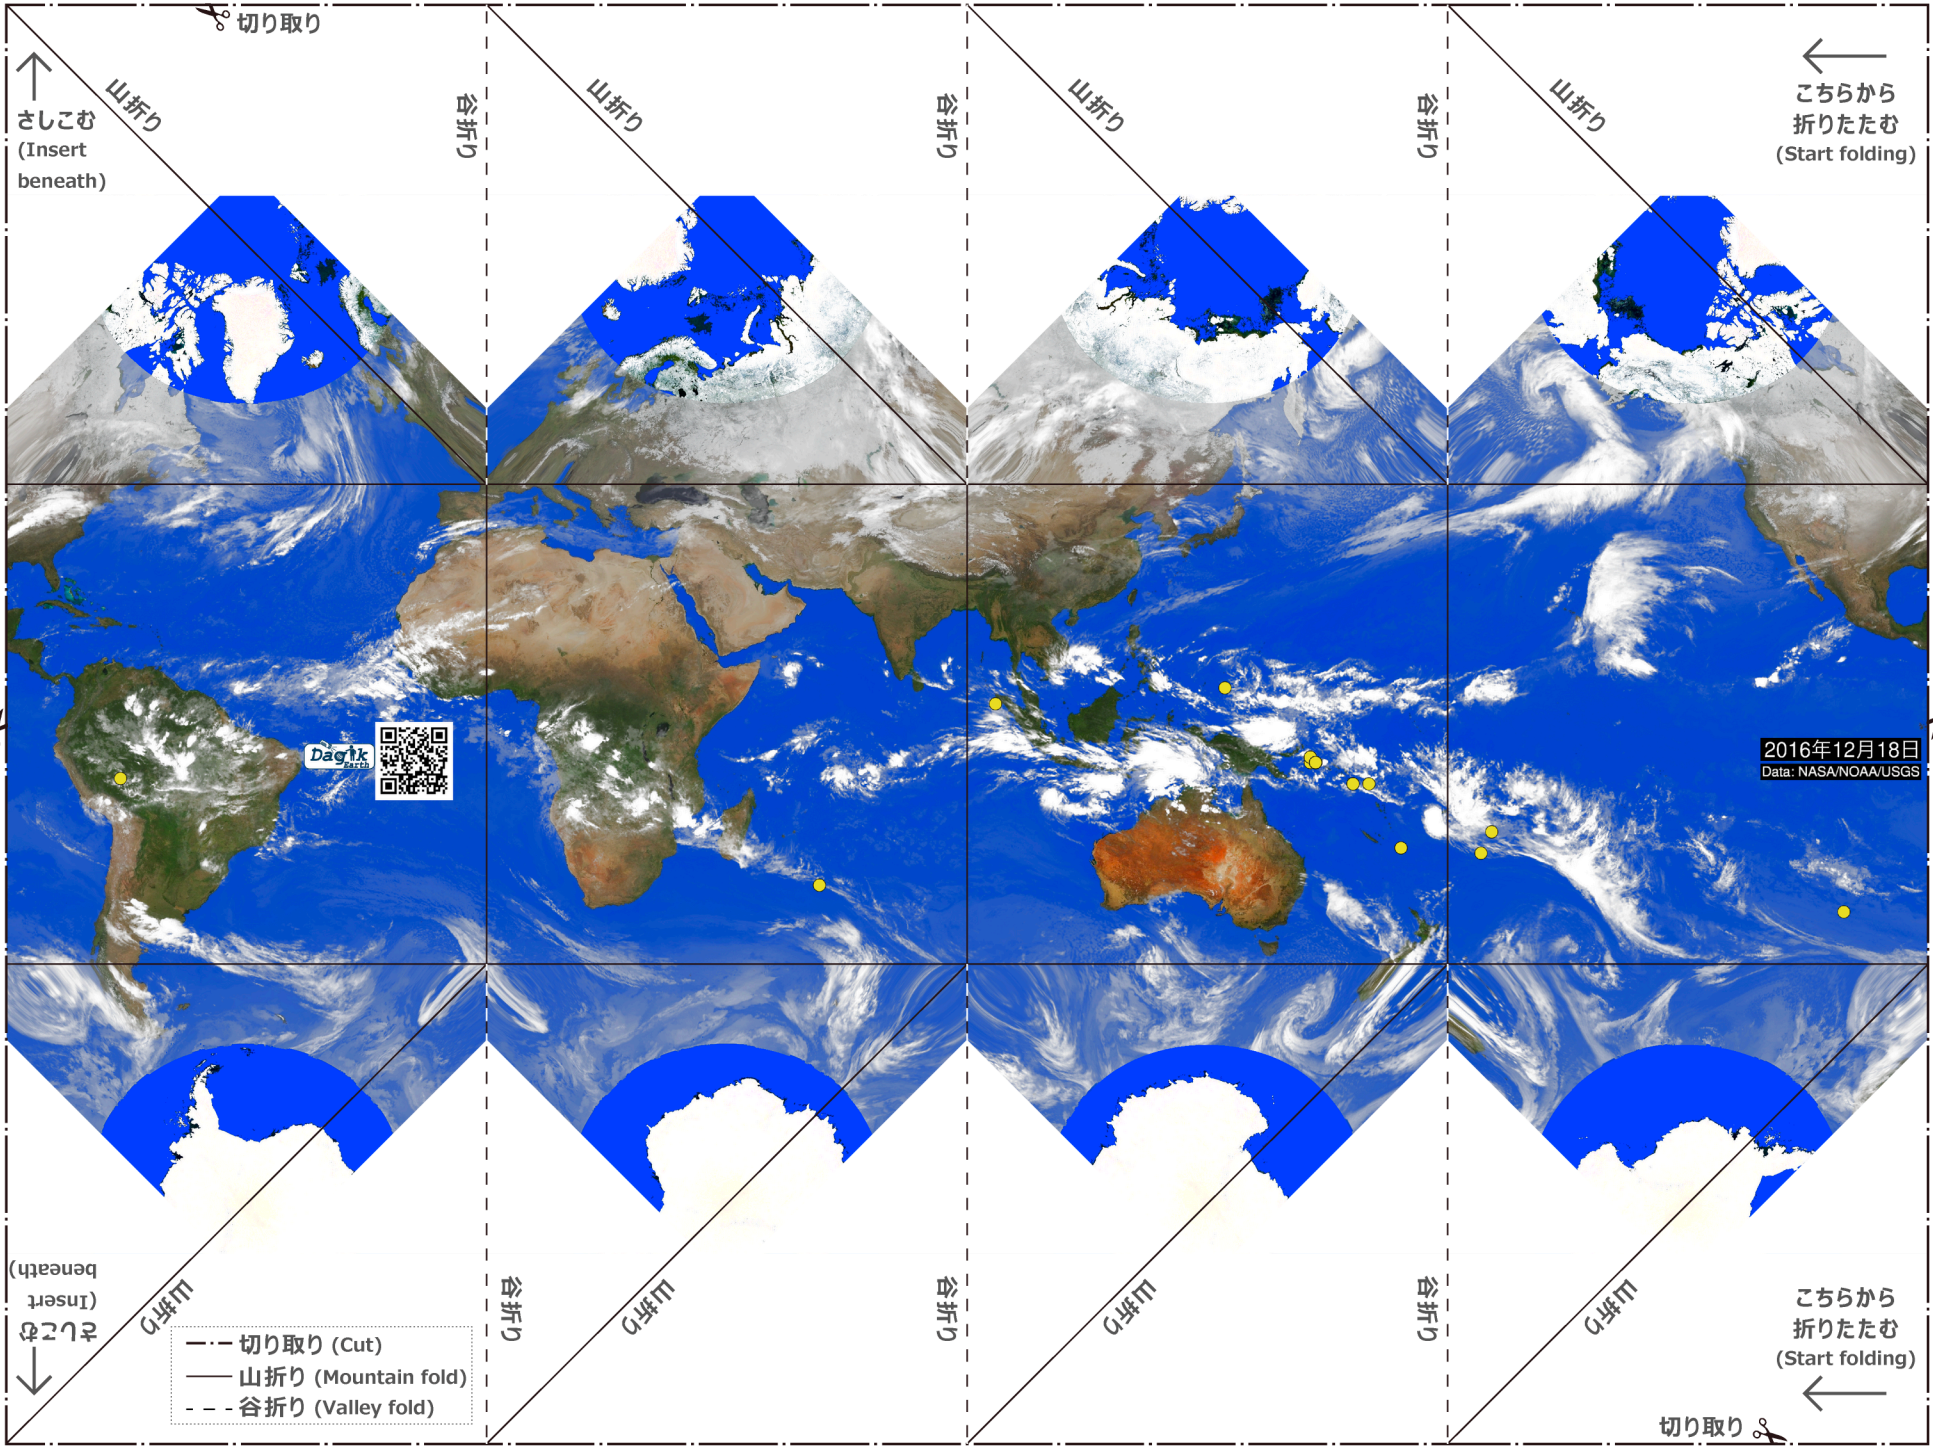 切り取り
山折り
谷折り
山折り
谷折り
山折り
谷折り
山折り
さしこむ
(Insert
beneath)
こちらから
折りたたむ
(Start folding)
Dagik
Earth
2016年12月18日
Data: NASA/NOAA/USGS
さしこむ
(Insert
beneath)
山折り
谷折り
山折り
谷折り
山折り
谷折り
山折り
こちらから
折りたたむ
(Start folding)
切り取り (Cut)
山折り (Mountain fold)
谷折り (Valley fold)
切り取り